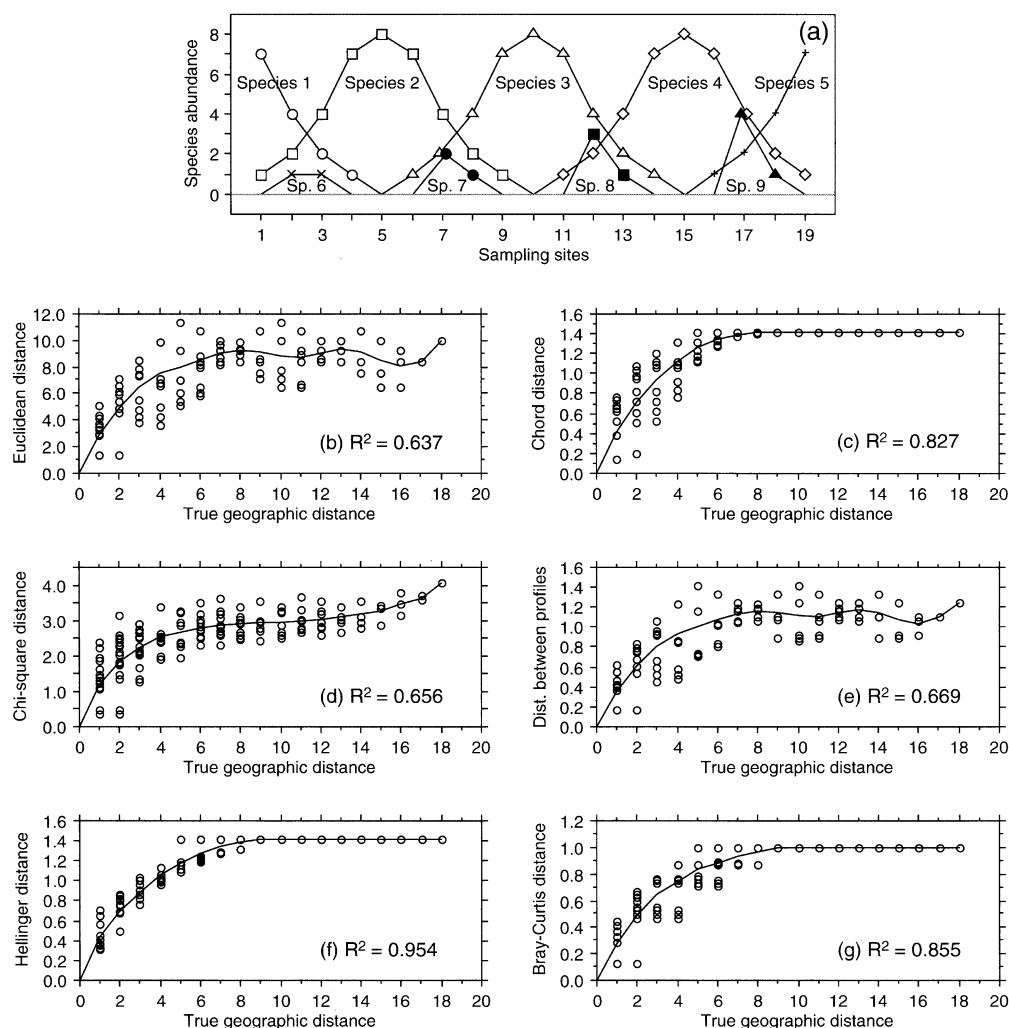 (a)
Species abundance
8
6
4
2
0
Species 1
Species 2
Species 3
Species 4
Species 5
Sp. 6
Sp. 7
Sp. 8
Sp. 9
1 3 5 7 9 11 13 15 17 19
Sampling sites
Euclidean distance
12.0
10.0
8.0
6.0
4.0
2.0
0.0
(b) R² = 0.637
0 2 4 6 8 10 12 14 16 18 20
True geographic distance
Chord distance
1.6
1.4
1.2
1.0
0.8
0.6
0.4
0.2
0.0
(c) R² = 0.827
0 2 4 6 8 10 12 14 16 18 20
True geographic distance
Chi-square distance
4.0
3.0
2.0
1.0
0.0
(d) R² = 0.656
0 2 4 6 8 10 12 14 16 18 20
True geographic distance
Dist. between profiles
1.6
1.4
1.2
1.0
0.8
0.6
0.4
0.2
0.0
(e) R² = 0.669
0 2 4 6 8 10 12 14 16 18 20
True geographic distance
Hellinger distance
1.6
1.4
1.2
1.0
0.8
0.6
0.4
0.2
0.0
(f) R² = 0.954
0 2 4 6 8 10 12 14 16 18 20
True geographic distance
Bray-Curtis distance
1.2
1.0
0.8
0.6
0.4
0.2
0.0
(g) R² = 0.855
0 2 4 6 8 10 12 14 16 18 20
True geographic distance